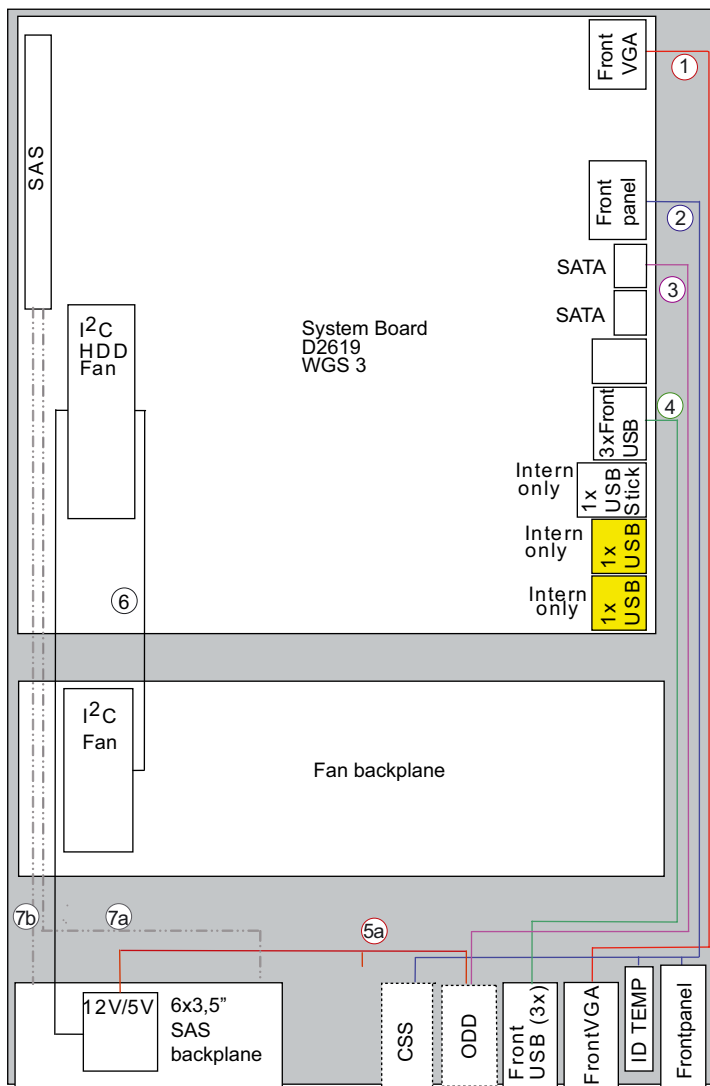 Front
VGA
1
SAS
Front
panel
2
SATA
3
SATA
I²C
HDD
Fan
System Board
D2619
WGS 3
4
3xFront
USB
Intern
only
1x
USB
Stick
Intern
only
1x
USB
Intern
only
1x
USB
6
I²C
Fan
Fan backplane
7b
7a
5a
12V/5V
6x3,5"
SAS
backplane
CSS
ODD
Front
USB (3x)
FrontVGA
ID TEMP
Frontpanel